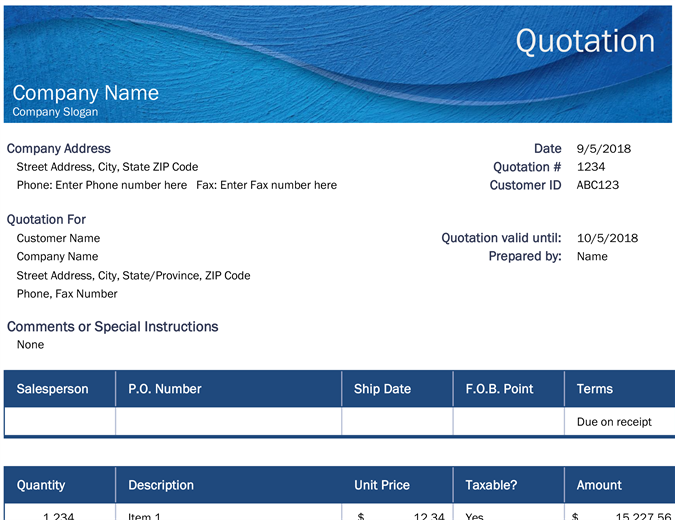 Quotation
Company Name
Company Slogan
Company Address Date 9/5/2018
Street Address, City, State ZIP Code Quotation # 1234
Phone: Enter Phone number here Fax: Enter Fax number here Customer ID ABC123
Quotation For
Customer Name Quotation valid until: 10/5/2018
Company Name Prepared by: Name
Street Address, City, State/Province, ZIP Code
Phone, Fax Number
Comments or Special Instructions
None
Salesperson P.O. Number Ship Date F.O.B. Point Terms
Due on receipt
Quantity Description Unit Price Taxable? Amount
1,234 Item 1 $ 12.34 Yes $ 15,227.56